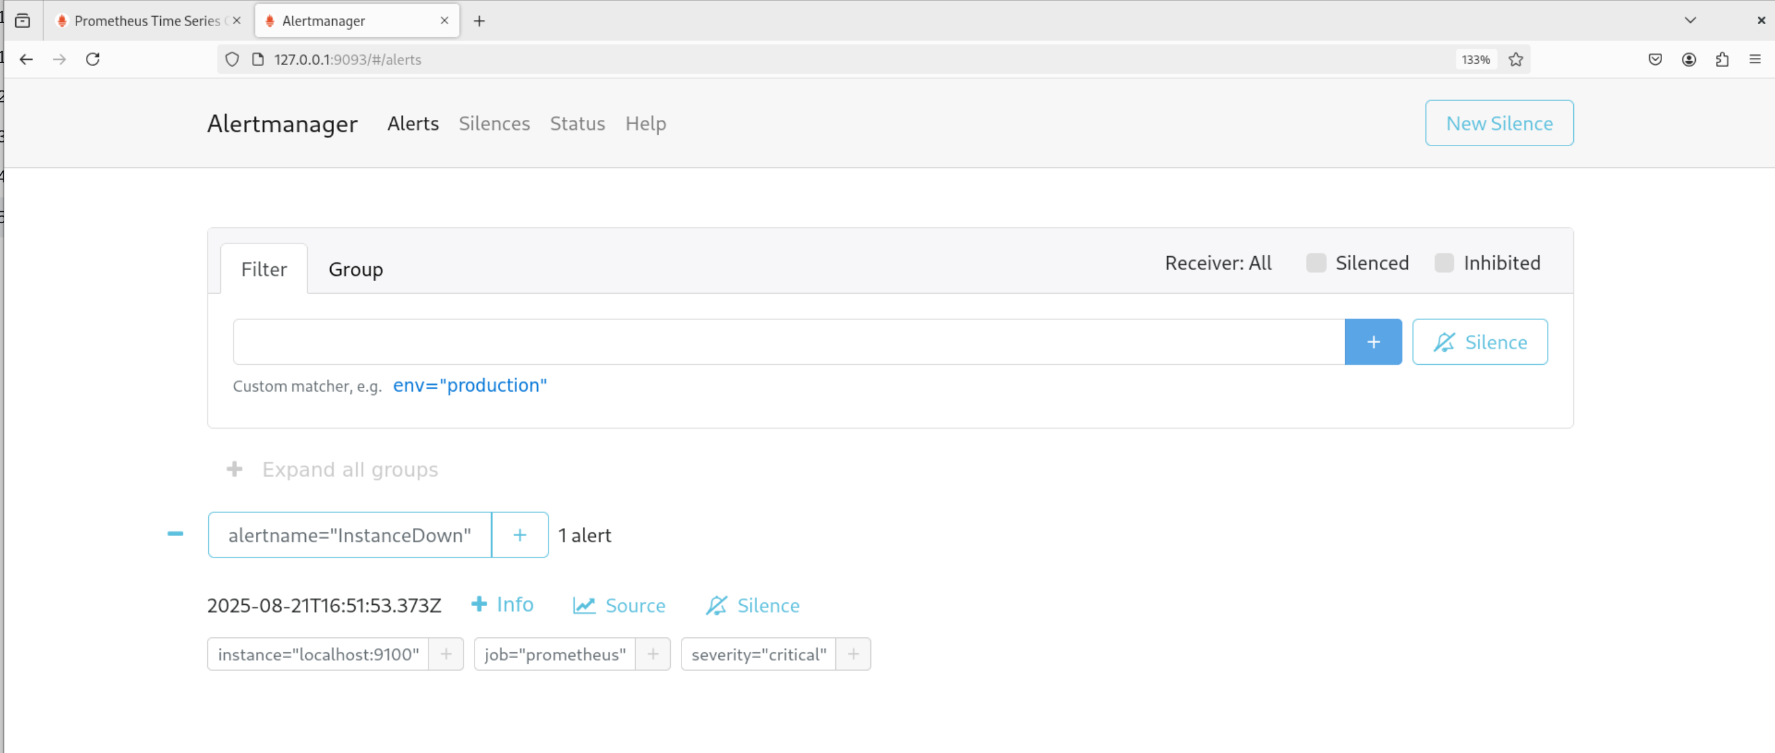 Prometheus Time Series
Alertmanager
127.0.0.1:9093/#/alerts
133%
Alertmanager
Alerts
Silences
Status
Help
New Silence
Filter
Group
Receiver: All
Silenced
Inhibited
+
Silence
Custom matcher, e.g. env="production"
+ Expand all groups
alertname="InstanceDown" + 1 alert
2025-08-21T16:51:53.373Z
+ Info
Source
Silence
instance="localhost:9100" +
job="prometheus" +
severity="critical" +